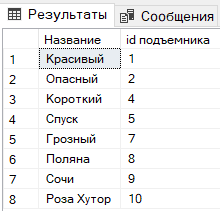 Результаты Сообщения
Название id подъемника
1 Красивый 1
2 Опасный 2
3 Короткий 4
4 Спуск 5
5 Грозный 7
6 Поляна 8
7 Сочи 9
8 Роза Хутор 10